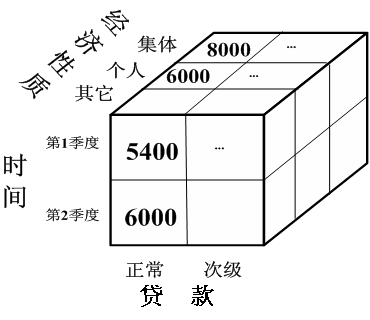 经济性质
集体 8000 ...
个人 6000 ...
其它
时间
第1季度 5400 ...
第2季度 6000
正常 次级
贷 款